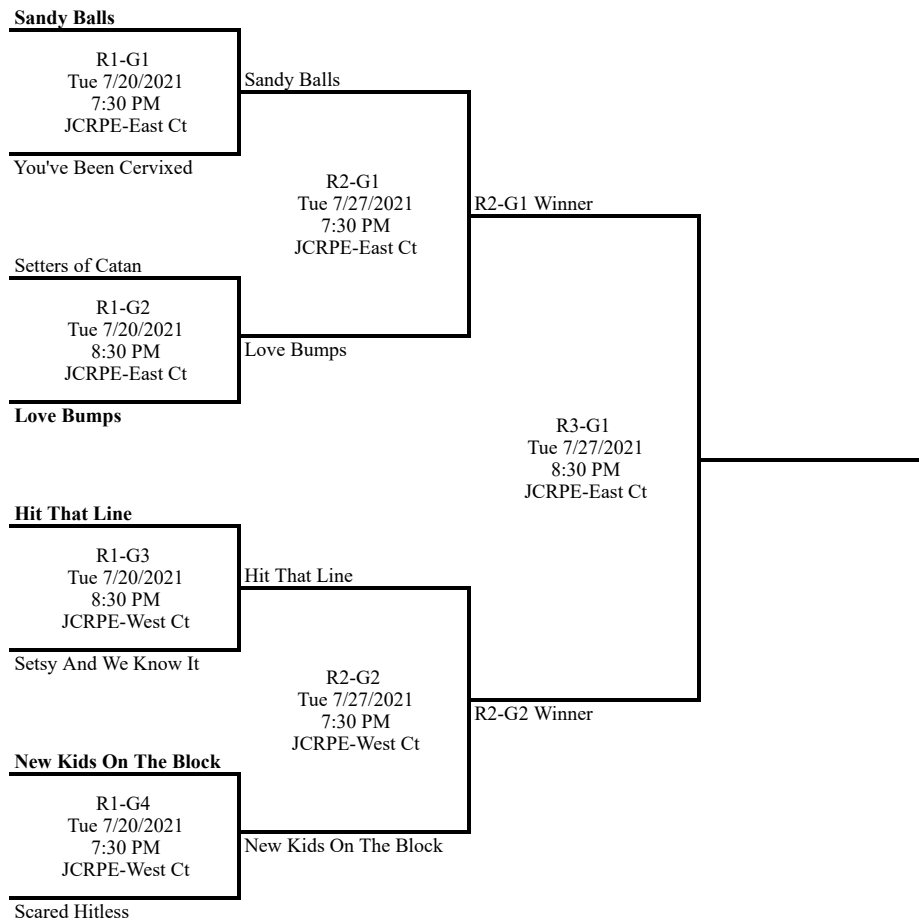 Sandy Balls
R1-G1
Tue 7/20/2021
7:30 PM
JCRPE-East Ct
You've Been Cervixed
Sandy Balls
R2-G1
Tue 7/27/2021
7:30 PM
JCRPE-East Ct
R2-G1 Winner
Setters of Catan
R1-G2
Tue 7/20/2021
8:30 PM
JCRPE-East Ct
Love Bumps
Love Bumps
R3-G1
Tue 7/27/2021
8:30 PM
JCRPE-East Ct
Hit That Line
R1-G3
Tue 7/20/2021
8:30 PM
JCRPE-West Ct
Setsy And We Know It
Hit That Line
R2-G2
Tue 7/27/2021
7:30 PM
JCRPE-West Ct
R2-G2 Winner
New Kids On The Block
R1-G4
Tue 7/20/2021
7:30 PM
JCRPE-West Ct
Scared Hitless
New Kids On The Block